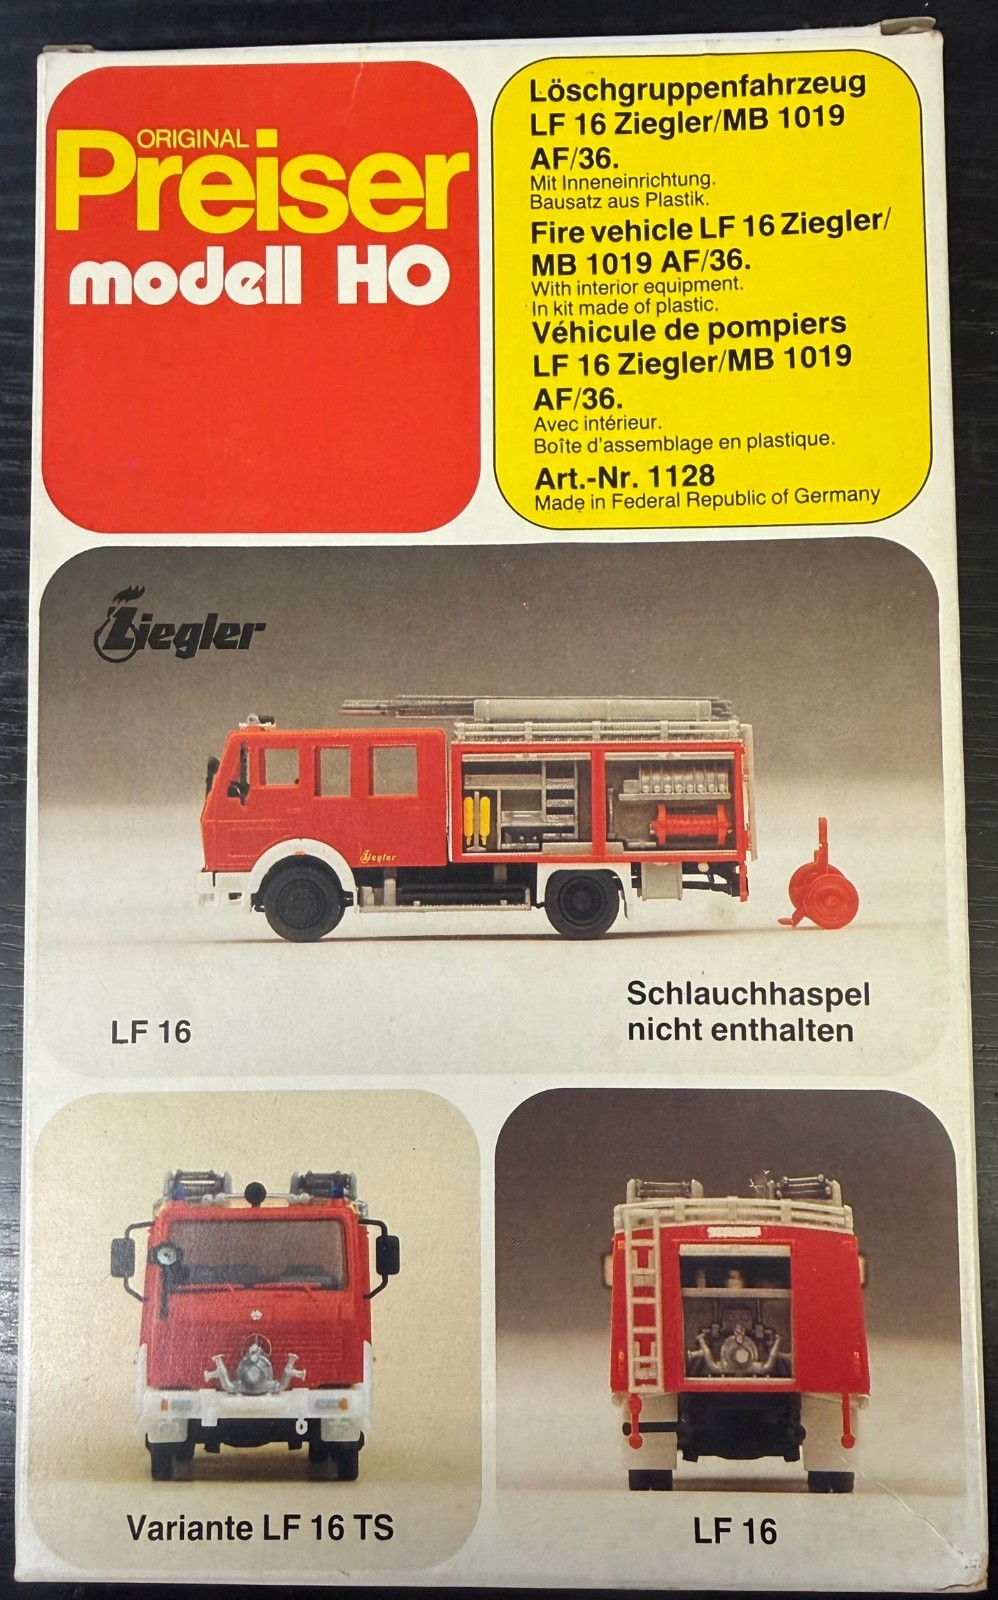 ORIGINAL
Preiser
modell HO
Löschgruppenfahrzeug
LF 16 Ziegler/MB 1019
AF/36.
Mit Inneneinrichtung.
Bausatz aus Plastik.
Fire vehicle LF 16 Ziegler/
MB 1019 AF/36.
With interior equipment.
In kit made of plastic.
Véhicule de pompiers
LF 16 Ziegler/MB 1019
AF/36.
Avec intérieur.
Boîte d'assemblage en plastique.
Art.-Nr. 1128
Made in Federal Republic of Germany
Ziegler
Ziegler
LF 16
Schlauchhaspel
nicht enthalten
Variante LF 16 TS
LF 16